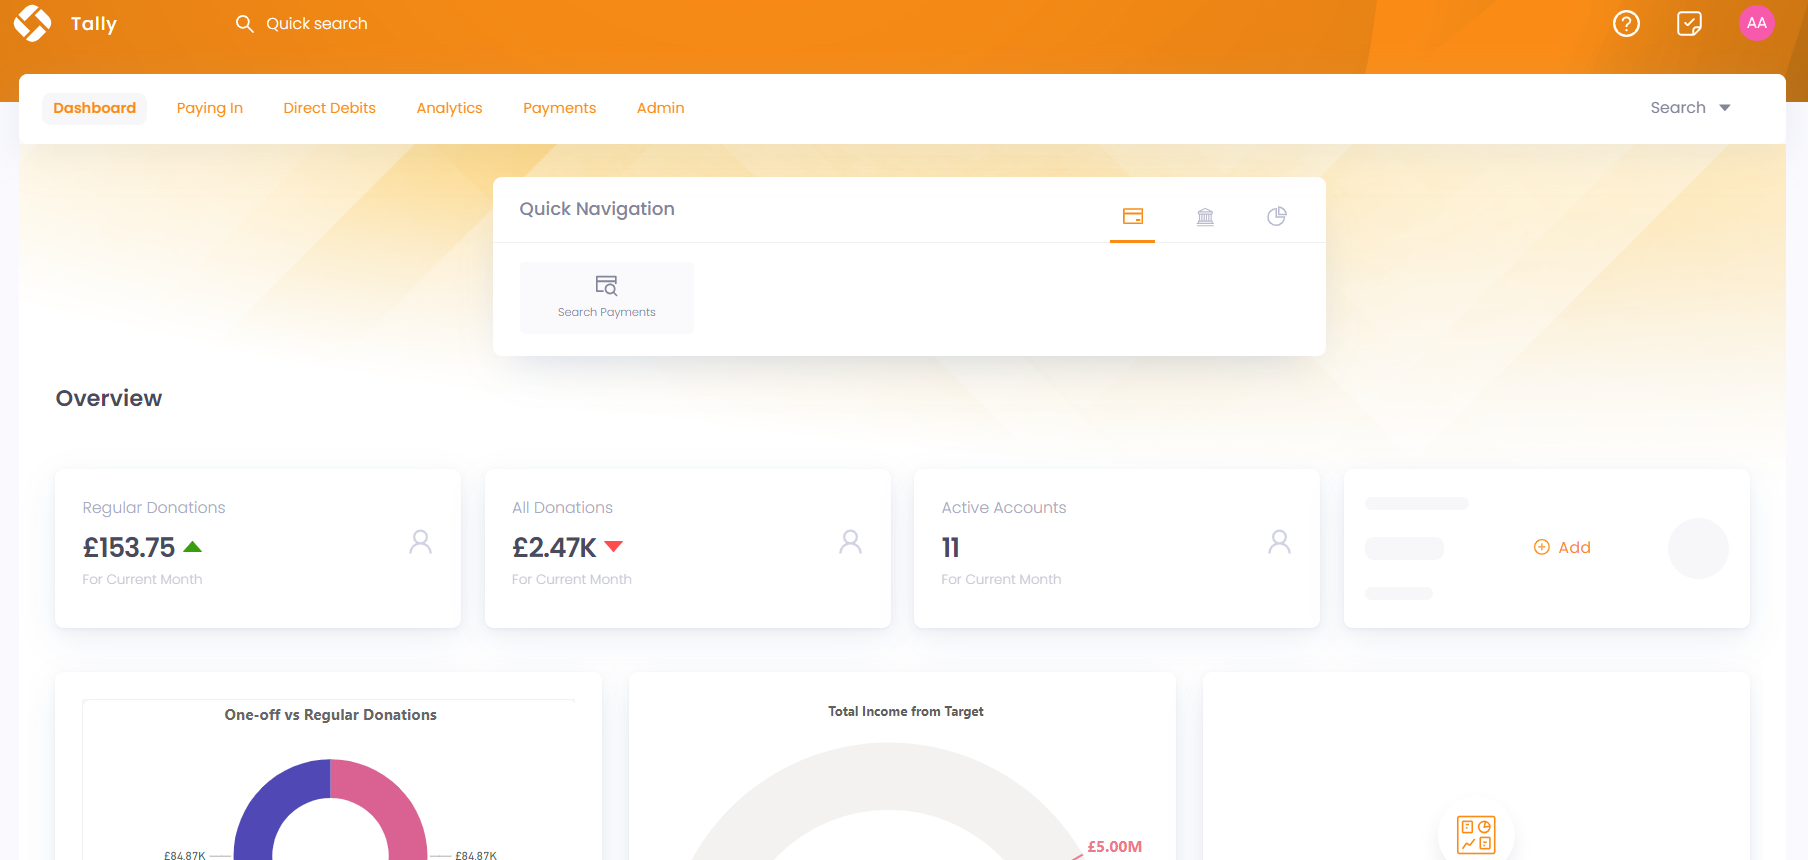 Tally
Quick search
AA
Dashboard
Paying In
Direct Debits
Analytics
Payments
Admin
Search
Quick Navigation
Search Payments
Overview
Regular Donations
£153.75
For Current Month
All Donations
£2.47K
For Current Month
Active Accounts
11
For Current Month
Add
One-off vs Regular Donations
£84.87K
£84.87K
Total Income from Target
£5.00M